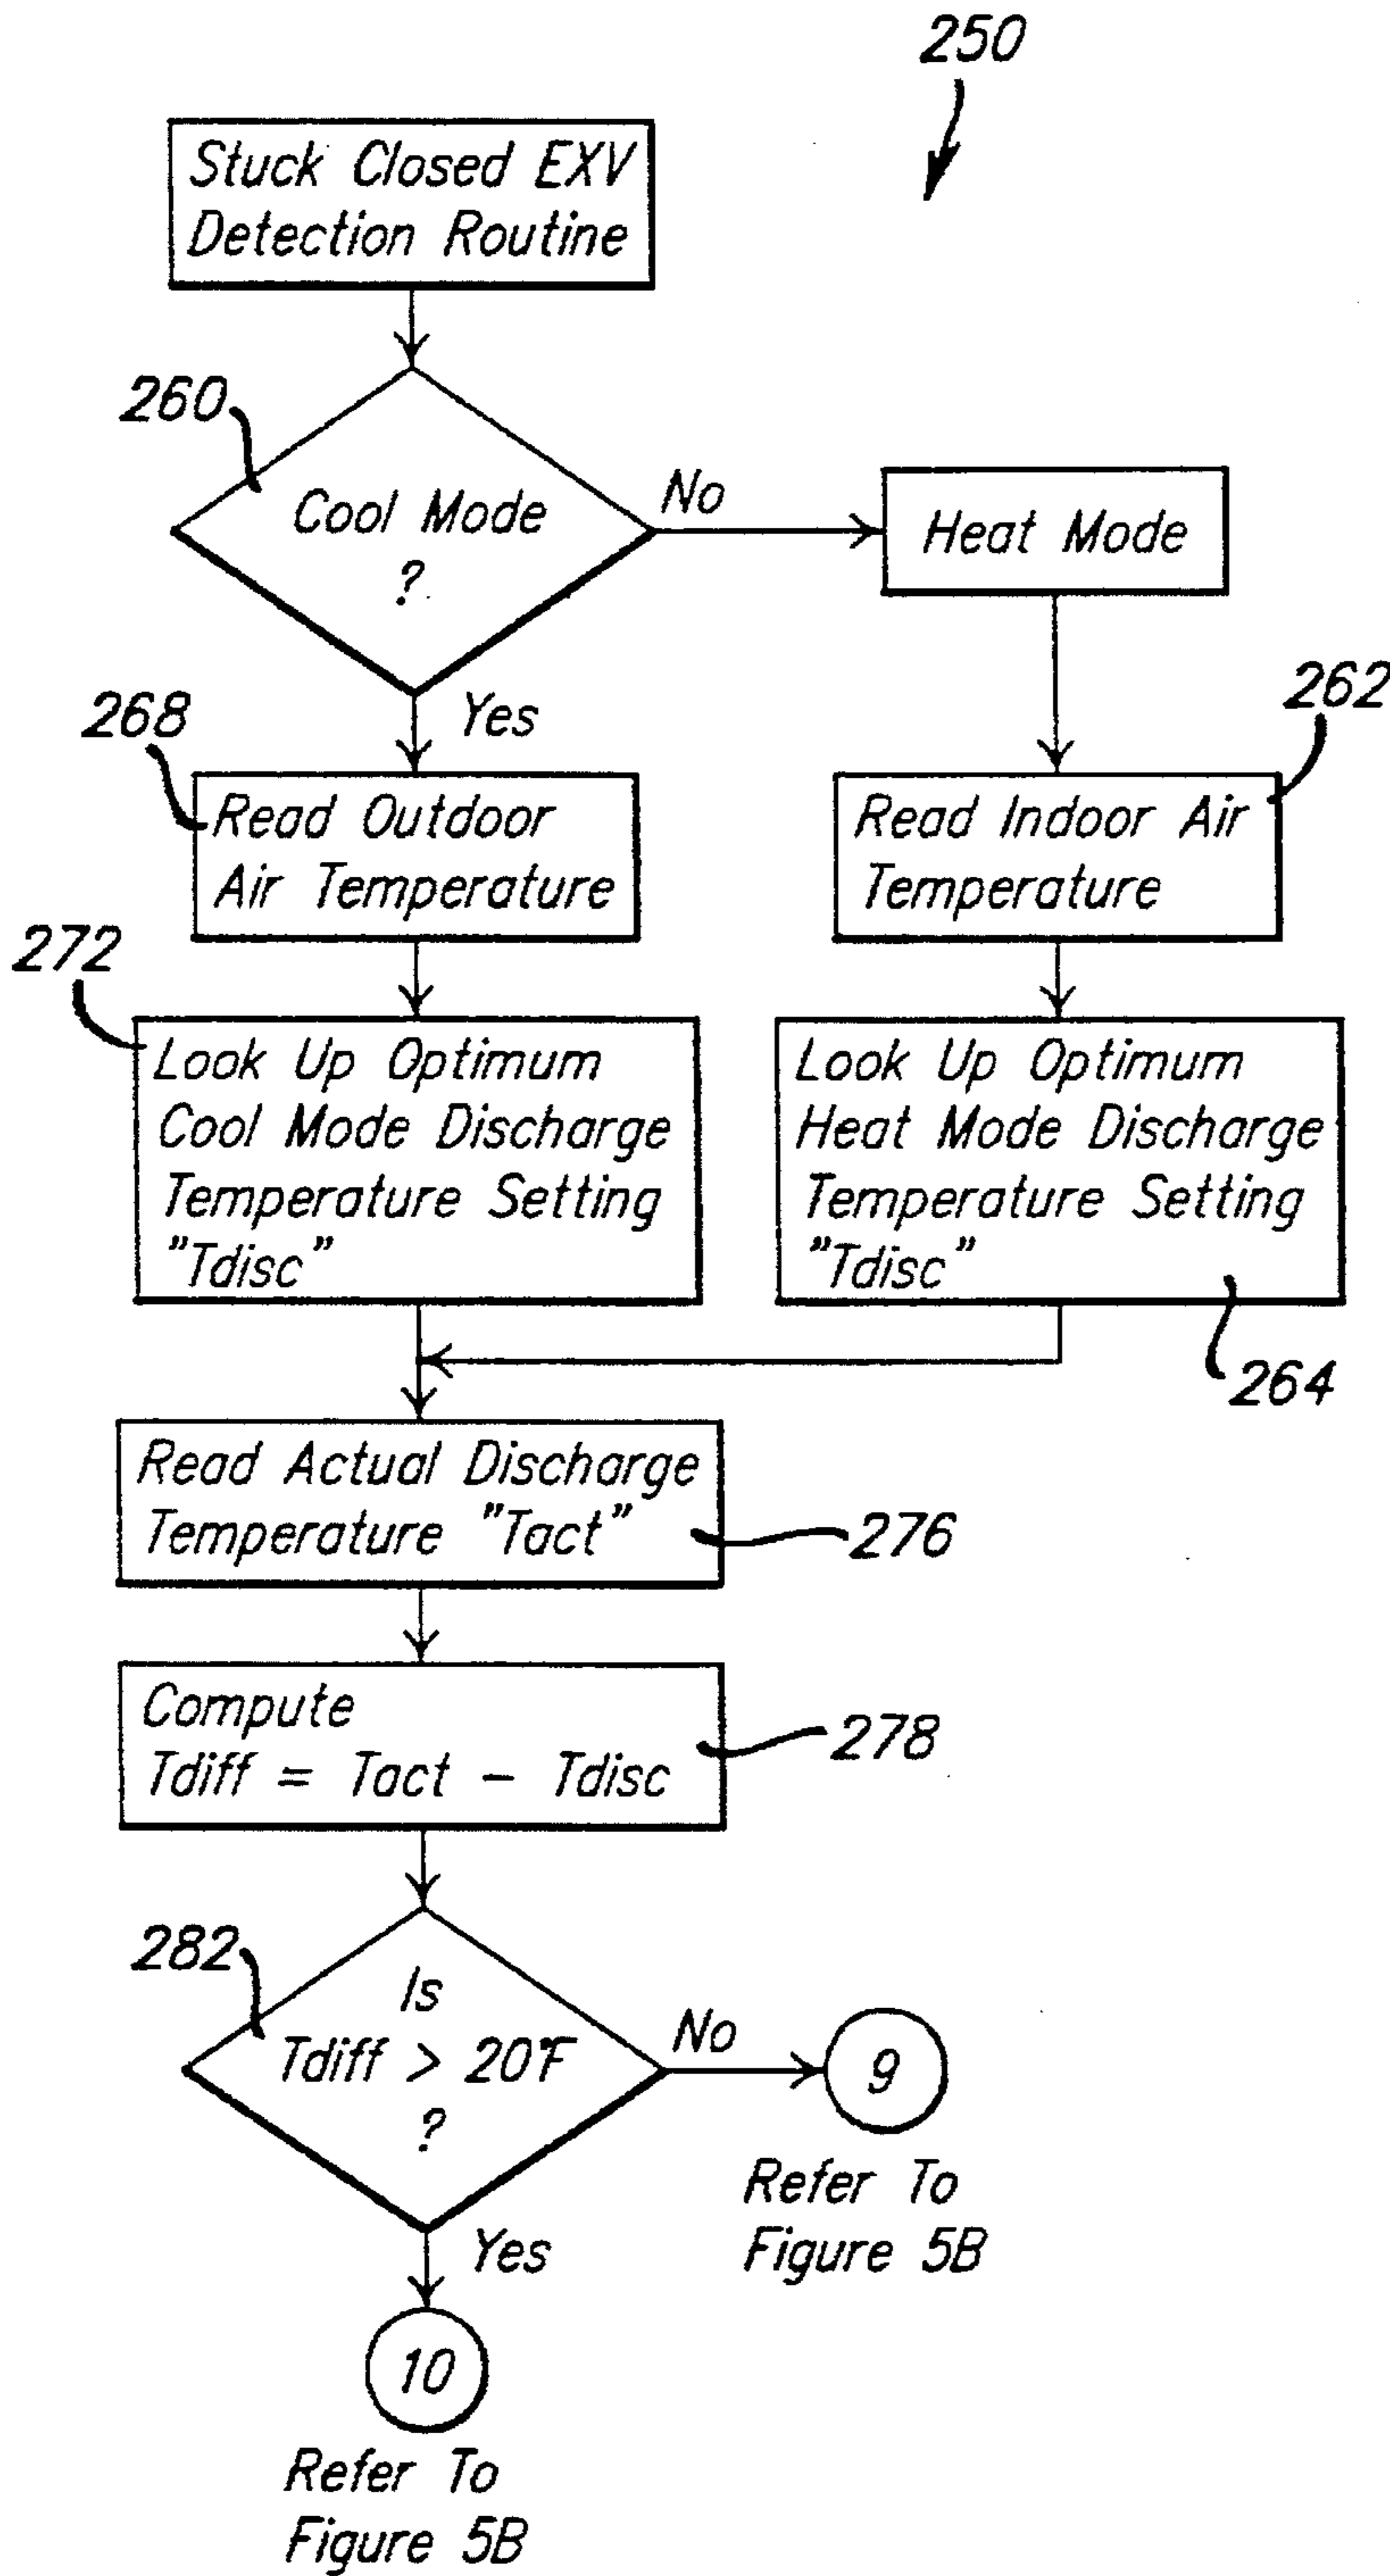 250
Stuck Closed EXV
Detection Routine
260
Cool Mode
?
No
Heat Mode
Yes
268
262
Read Outdoor
Air Temperature
Read Indoor Air
Temperature
272
Look Up Optimum
Cool Mode Discharge
Temperature Setting
"Tdisc"
Look Up Optimum
Heat Mode Discharge
Temperature Setting
"Tdisc"
264
Read Actual Discharge
Temperature "Tact"
276
Compute
Tdiff = Tact - Tdisc
278
282
Is
Tdiff > 20°F
?
No
9
Refer To
Figure 5B
Yes
10
Refer To
Figure 5B